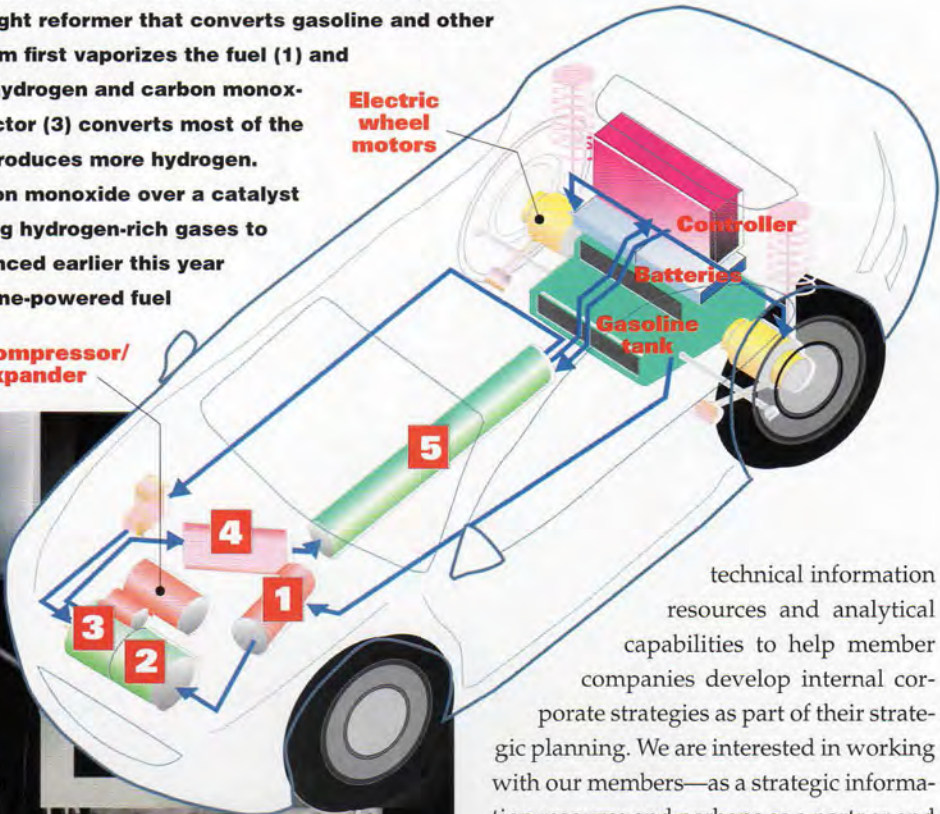 ght reformer that converts gasoline and other
m first vaporizes the fuel (1) and
ydrogen and carbon monox-
ctor (3) converts most of the
roduces more hydrogen.
on monoxide over a catalyst
g hydrogen-rich gases to
nced earlier this year
ne-powered fuel
Electric
wheel
motors
Controller
Batteries
Gasoline
tank
ompressor/
xpander
5
4
1
3
2
technical information
resources and analytical
capabilities to help member
companies develop internal cor-
porate strategies as part of their strate-
gic planning. We are interested in working
with our members—as a strategic informa-